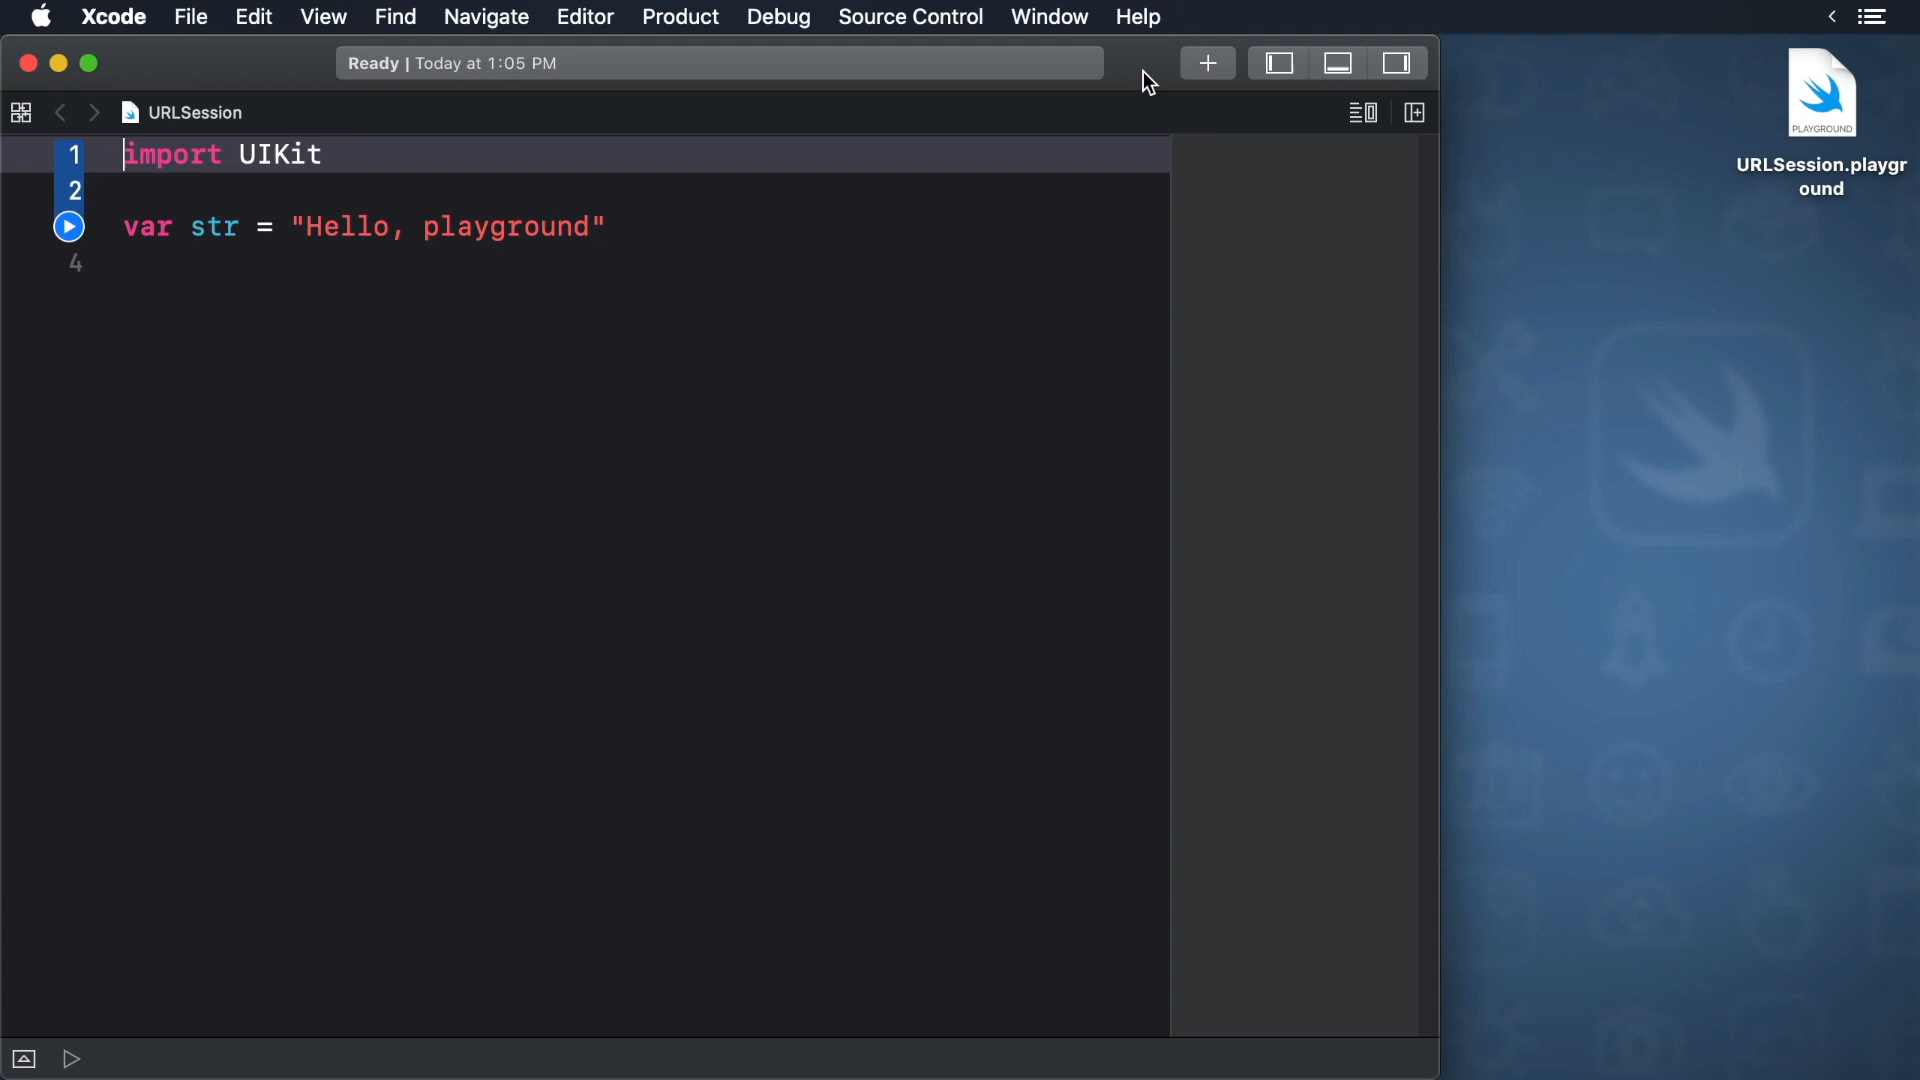 Xcode File Edit View Find Navigate Editor Product Debug Source Control Window Help
Ready | Today at 1:05 PM
URLSession
1 import UIKit
2
var str = "Hello, playground"
4
PLAYGROUND
URLSession.playgr
ound